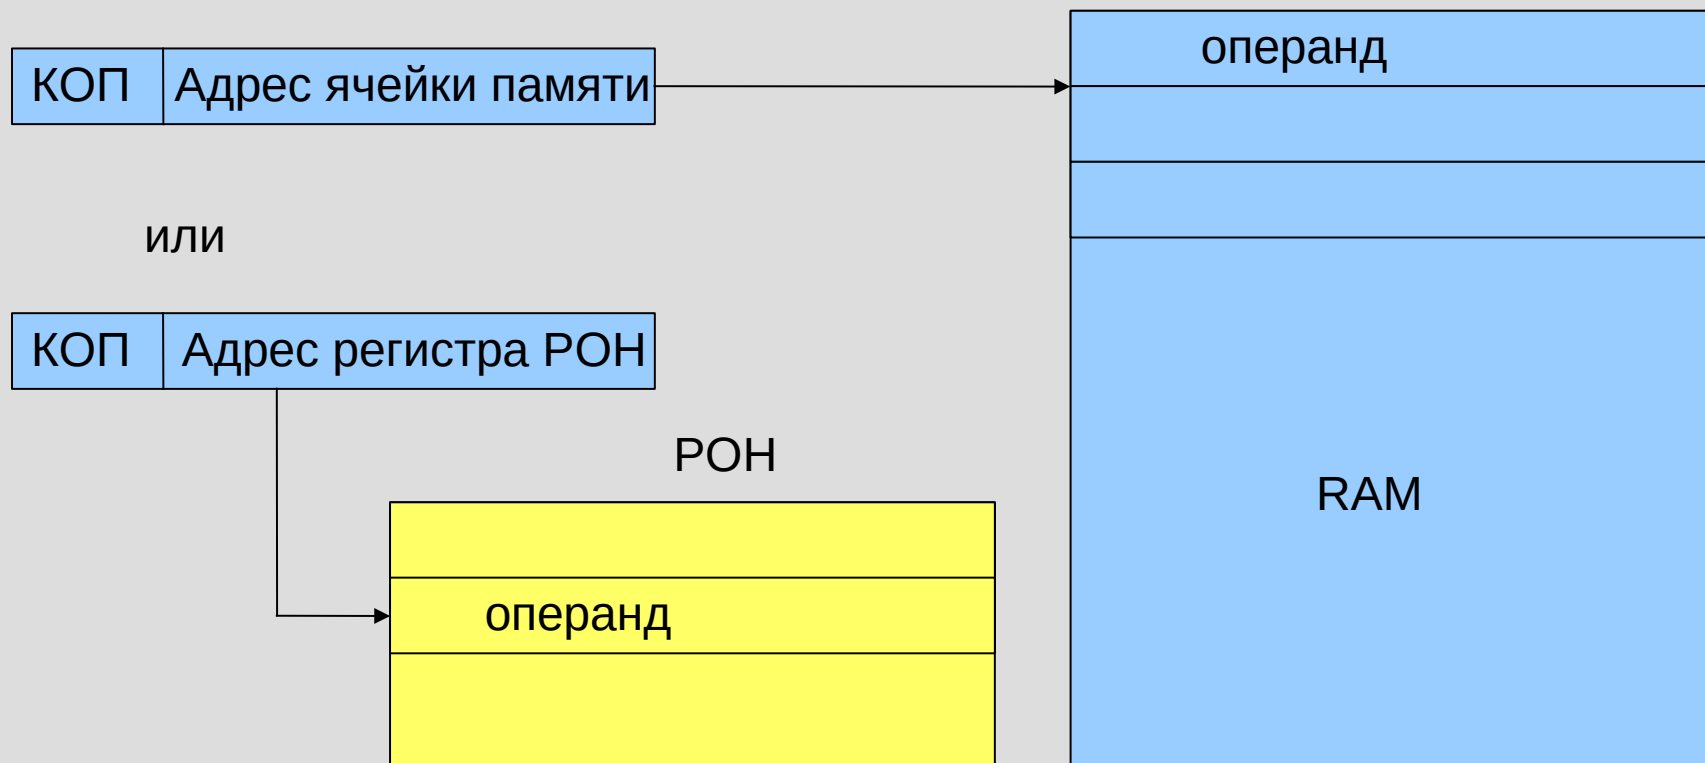 операнд
КОП Адрес ячейки памяти
или
КОП Адрес регистра РОН
РОН
RAM
операнд